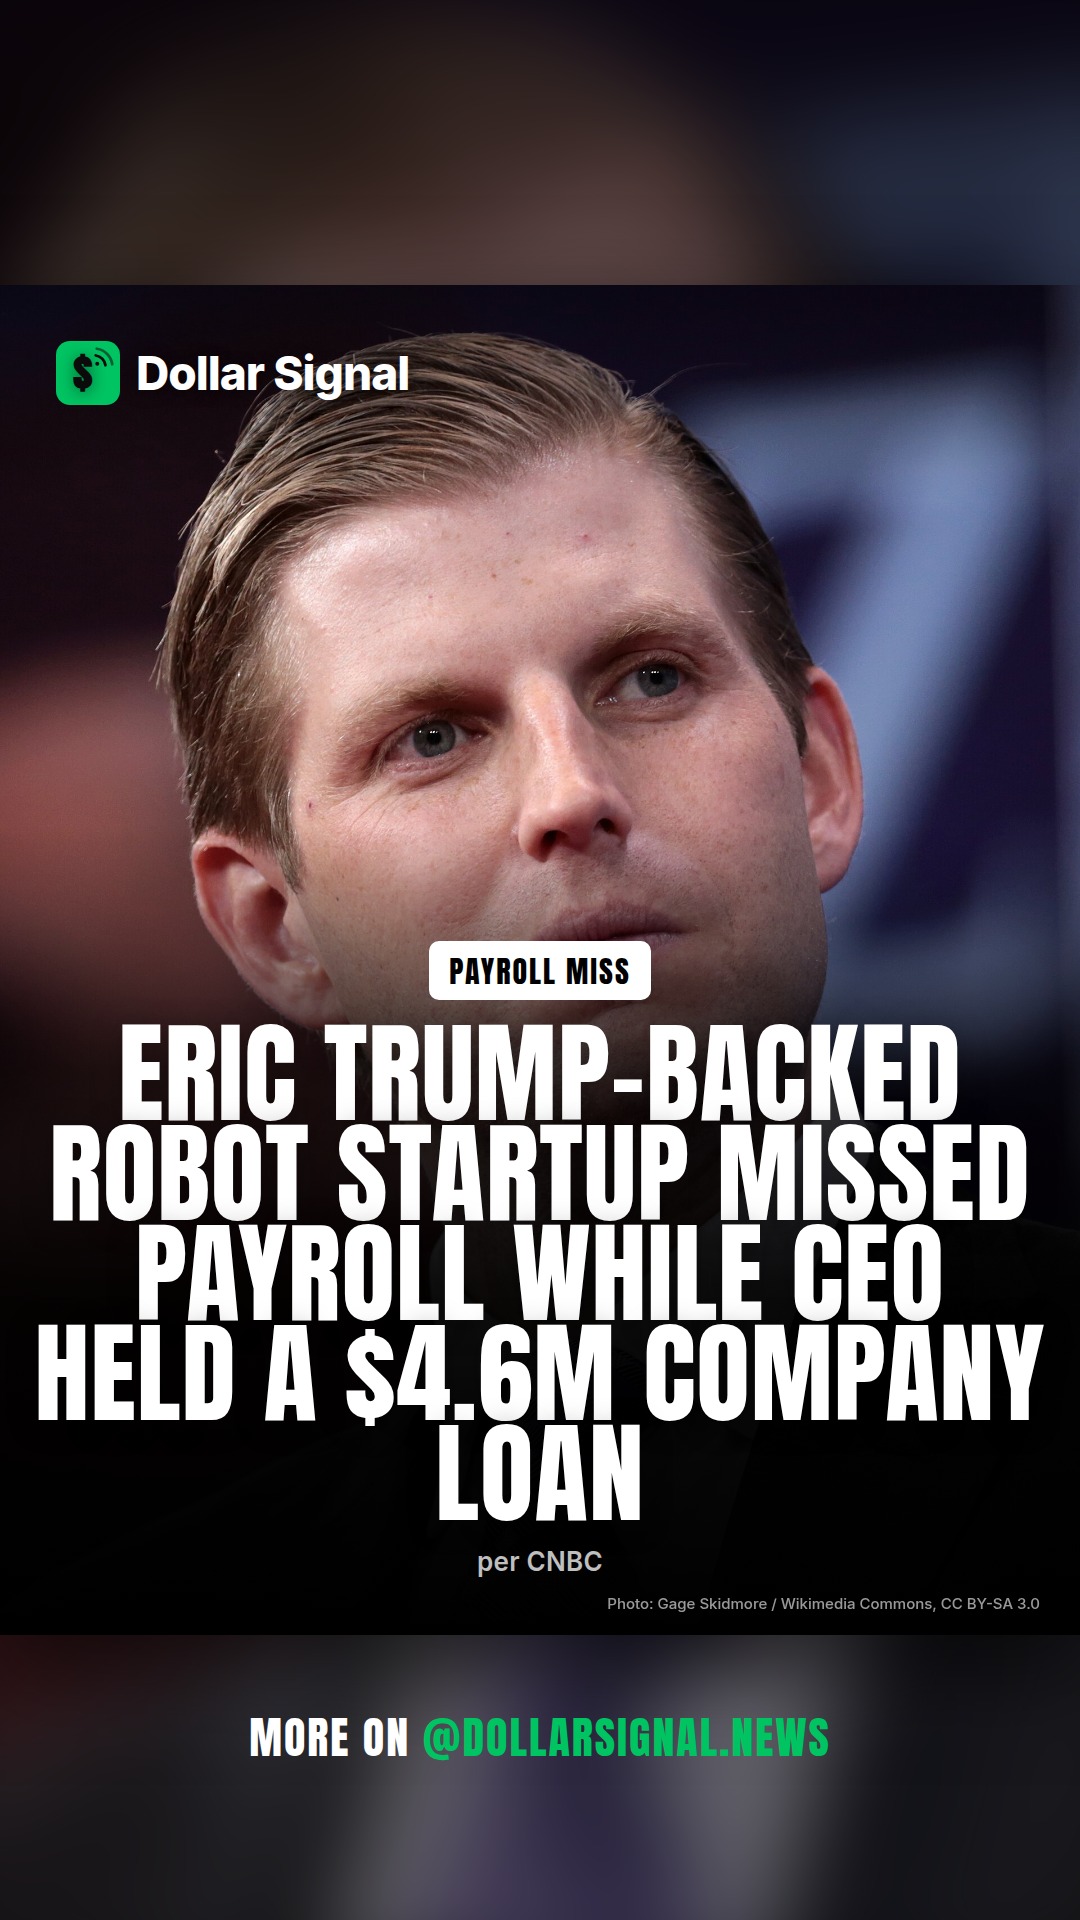 Dollar Signal
PAYROLL MISS
ERIC TRUMP-BACKED
ROBOT STARTUP MISSED
PAYROLL WHILE CEO
HELD A $4.6M COMPANY
LOAN
per CNBC
Photo: Gage Skidmore / Wikimedia Commons, CC BY-SA 3.0
MORE ON @DOLLARSIGNAL.NEWS